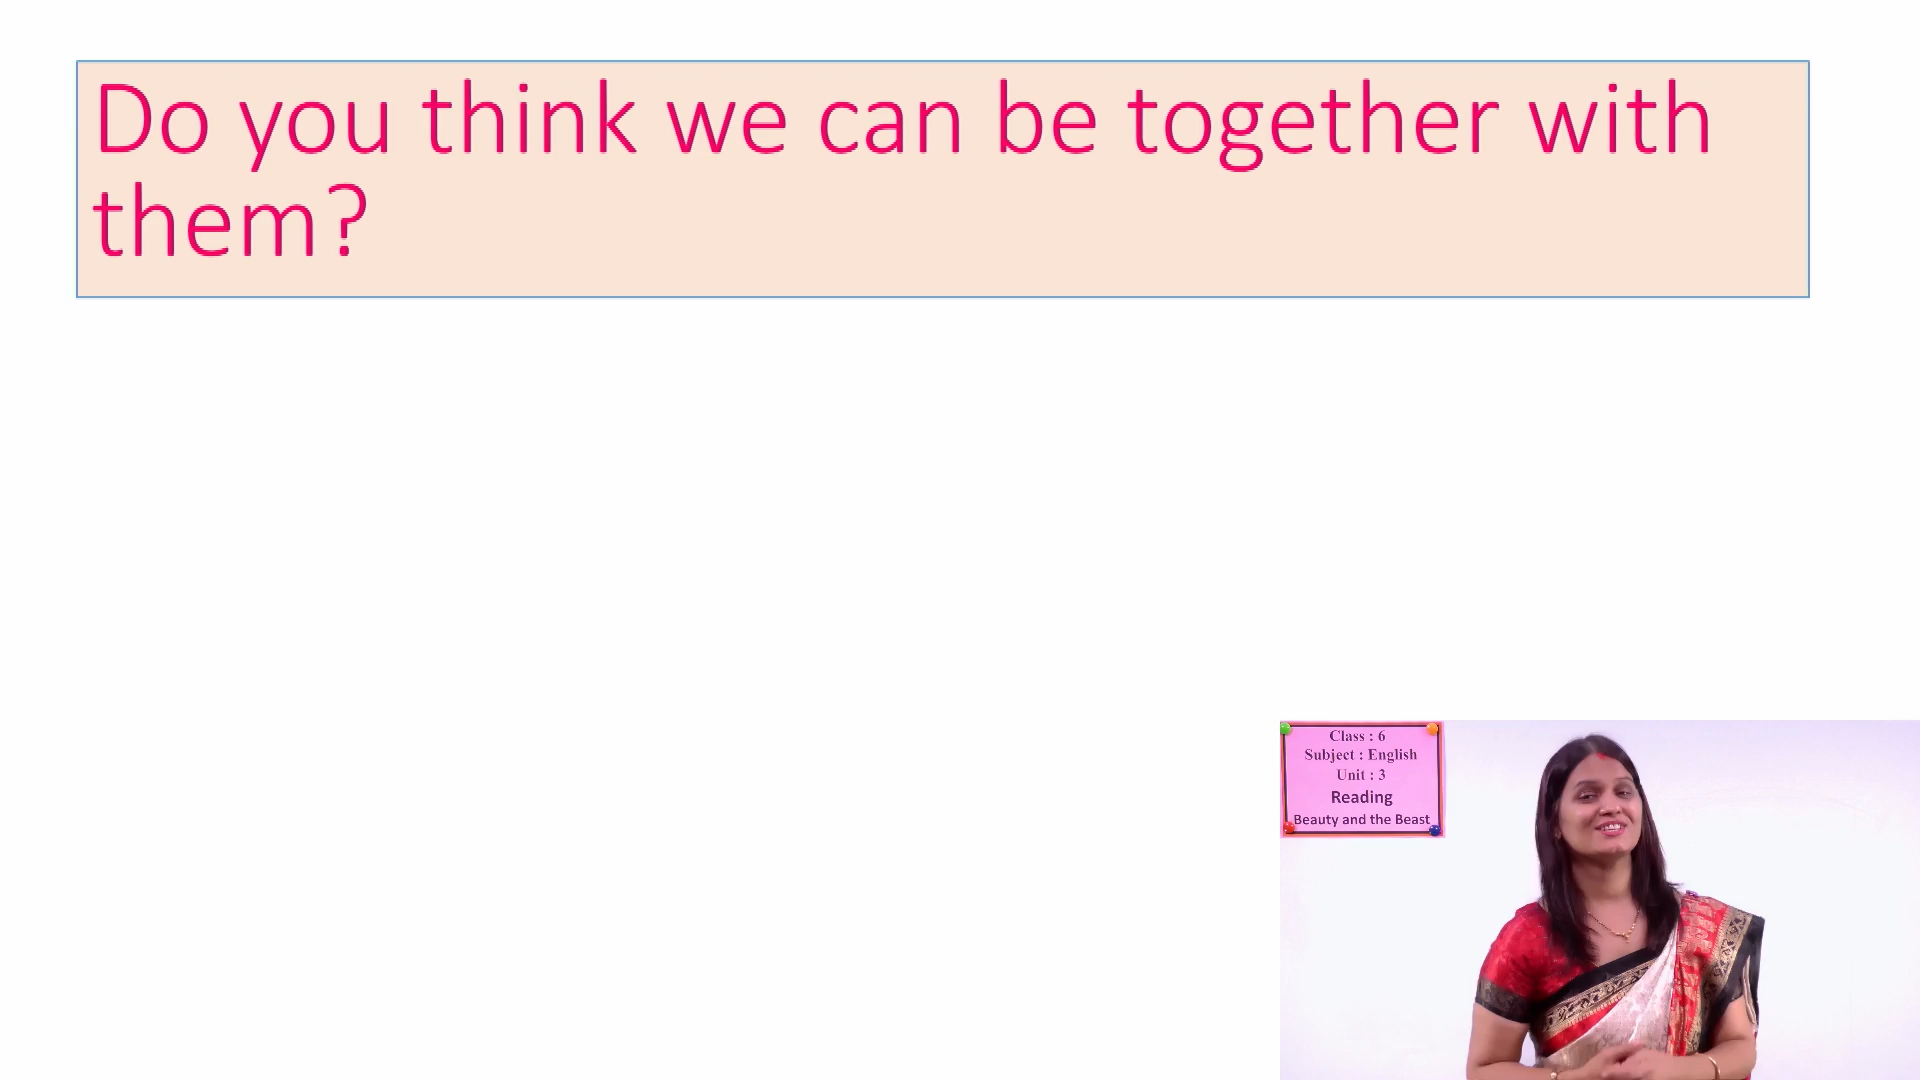 Do you think we can be together with
them?
Class : 6
Subject : English
Unit : 3
Reading
Beauty and the Beast